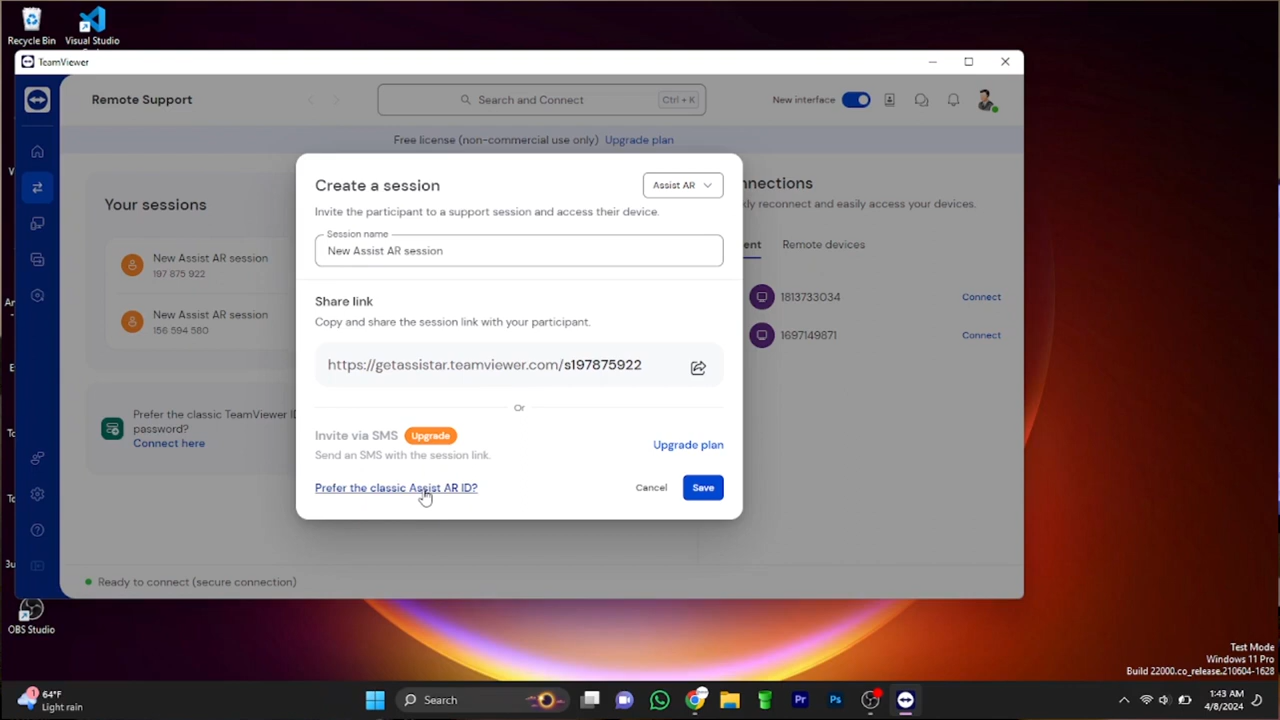 Recycle Bin
Visual Studio
TeamViewer
Remote Support
Search and Connect
Ctrl + K
New interface
Free license (non-commercial use only) Upgrade plan
Your sessions
New Assist AR session
197 875 922
New Assist AR session
156 594 580
Prefer the classic TeamViewer
password?
Connect here
Create a session
Assist AR
Invite the participant to a support session and access their device.
Session name
New Assist AR session
Share link
Copy and share the session link with your participant.
https://getassistar.teamviewer.com/s197875922
Or
Invite via SMS Upgrade
Send an SMS with the session link.
Upgrade plan
Prefer the classic Assist AR ID?
Cancel
Save
nnections
kly reconnect and easily access your devices.
ent
Remote devices
1813733034
Connect
1697149871
Connect
Ready to connect (secure connection)
OBS Studio
Test Mode
Windows 11 Pro
Build 22000.co_release.210604-1628
1
64°F
Light rain
Search
Pr
Ps
1:43 AM
4/8/2024